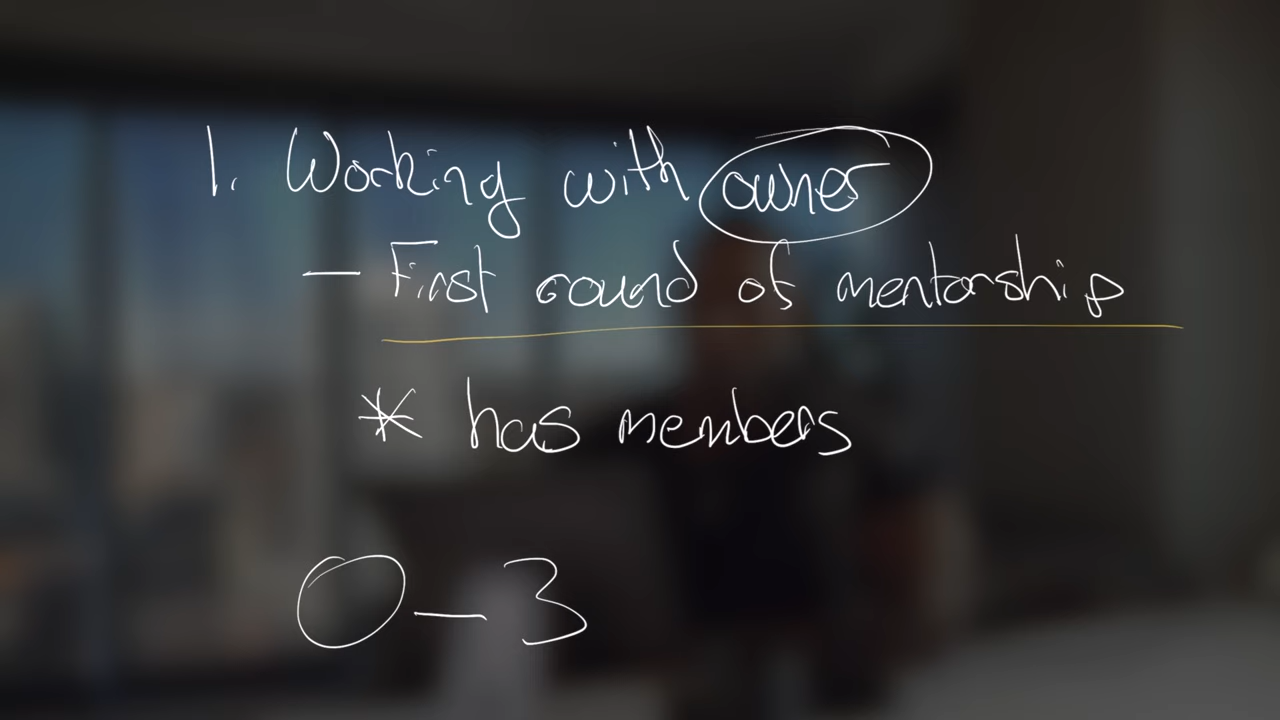 1. Working with owner
— First round of mentorship
* has members
0 — 3